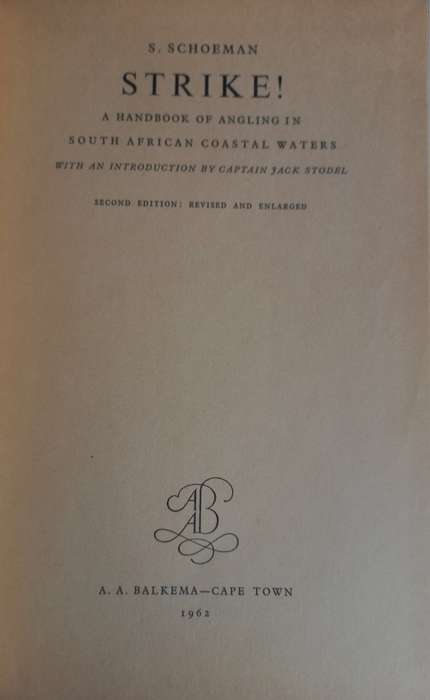 S. SCHOEMAN
STRIKE!
A HANDBOOK OF ANGLING IN
SOUTH AFRICAN COASTAL WATERS
WITH AN INTRODUCTION BY CAPTAIN JACK STODEL
SECOND EDITION: REVISED AND ENLARGED
AAB
A. A. BALKEMA—CAPE TOWN
1962